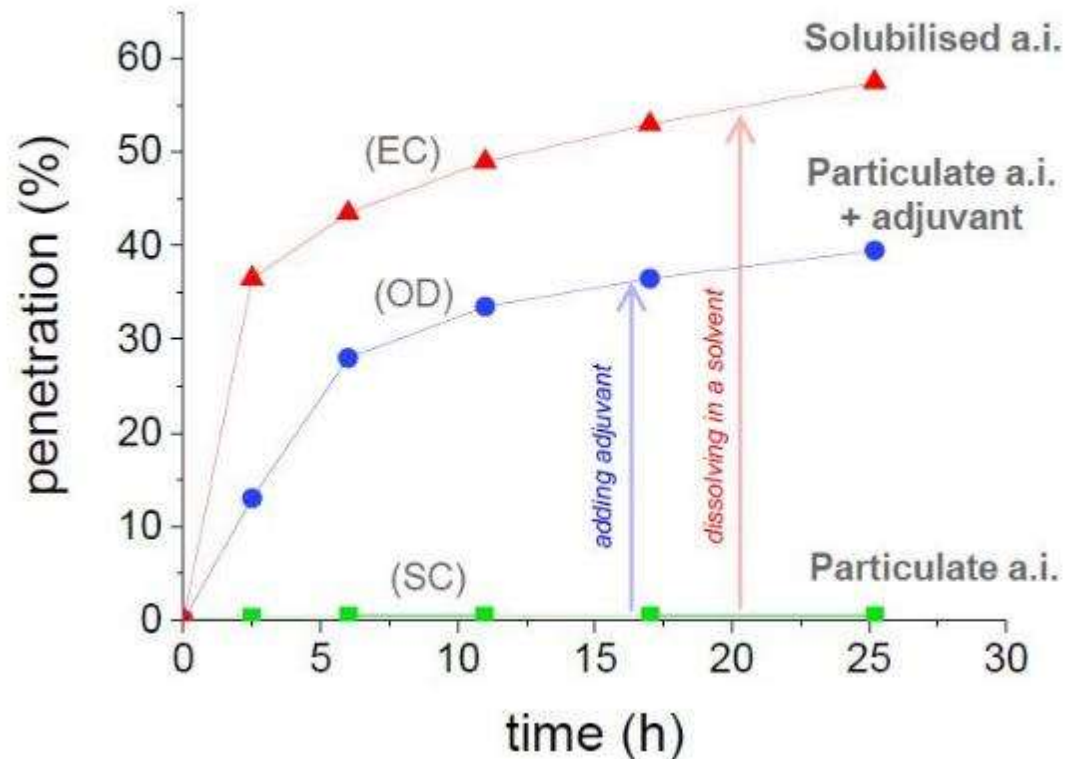 60
50
40
30
20
10
0
0 5 10 15 20 25 30
penetration (%)
time (h)
Solubilised a.i.
(EC)
Particulate a.i.
+ adjuvant
(OD)
adding adjuvant
dissolving in a solvent
(SC)
Particulate a.i.